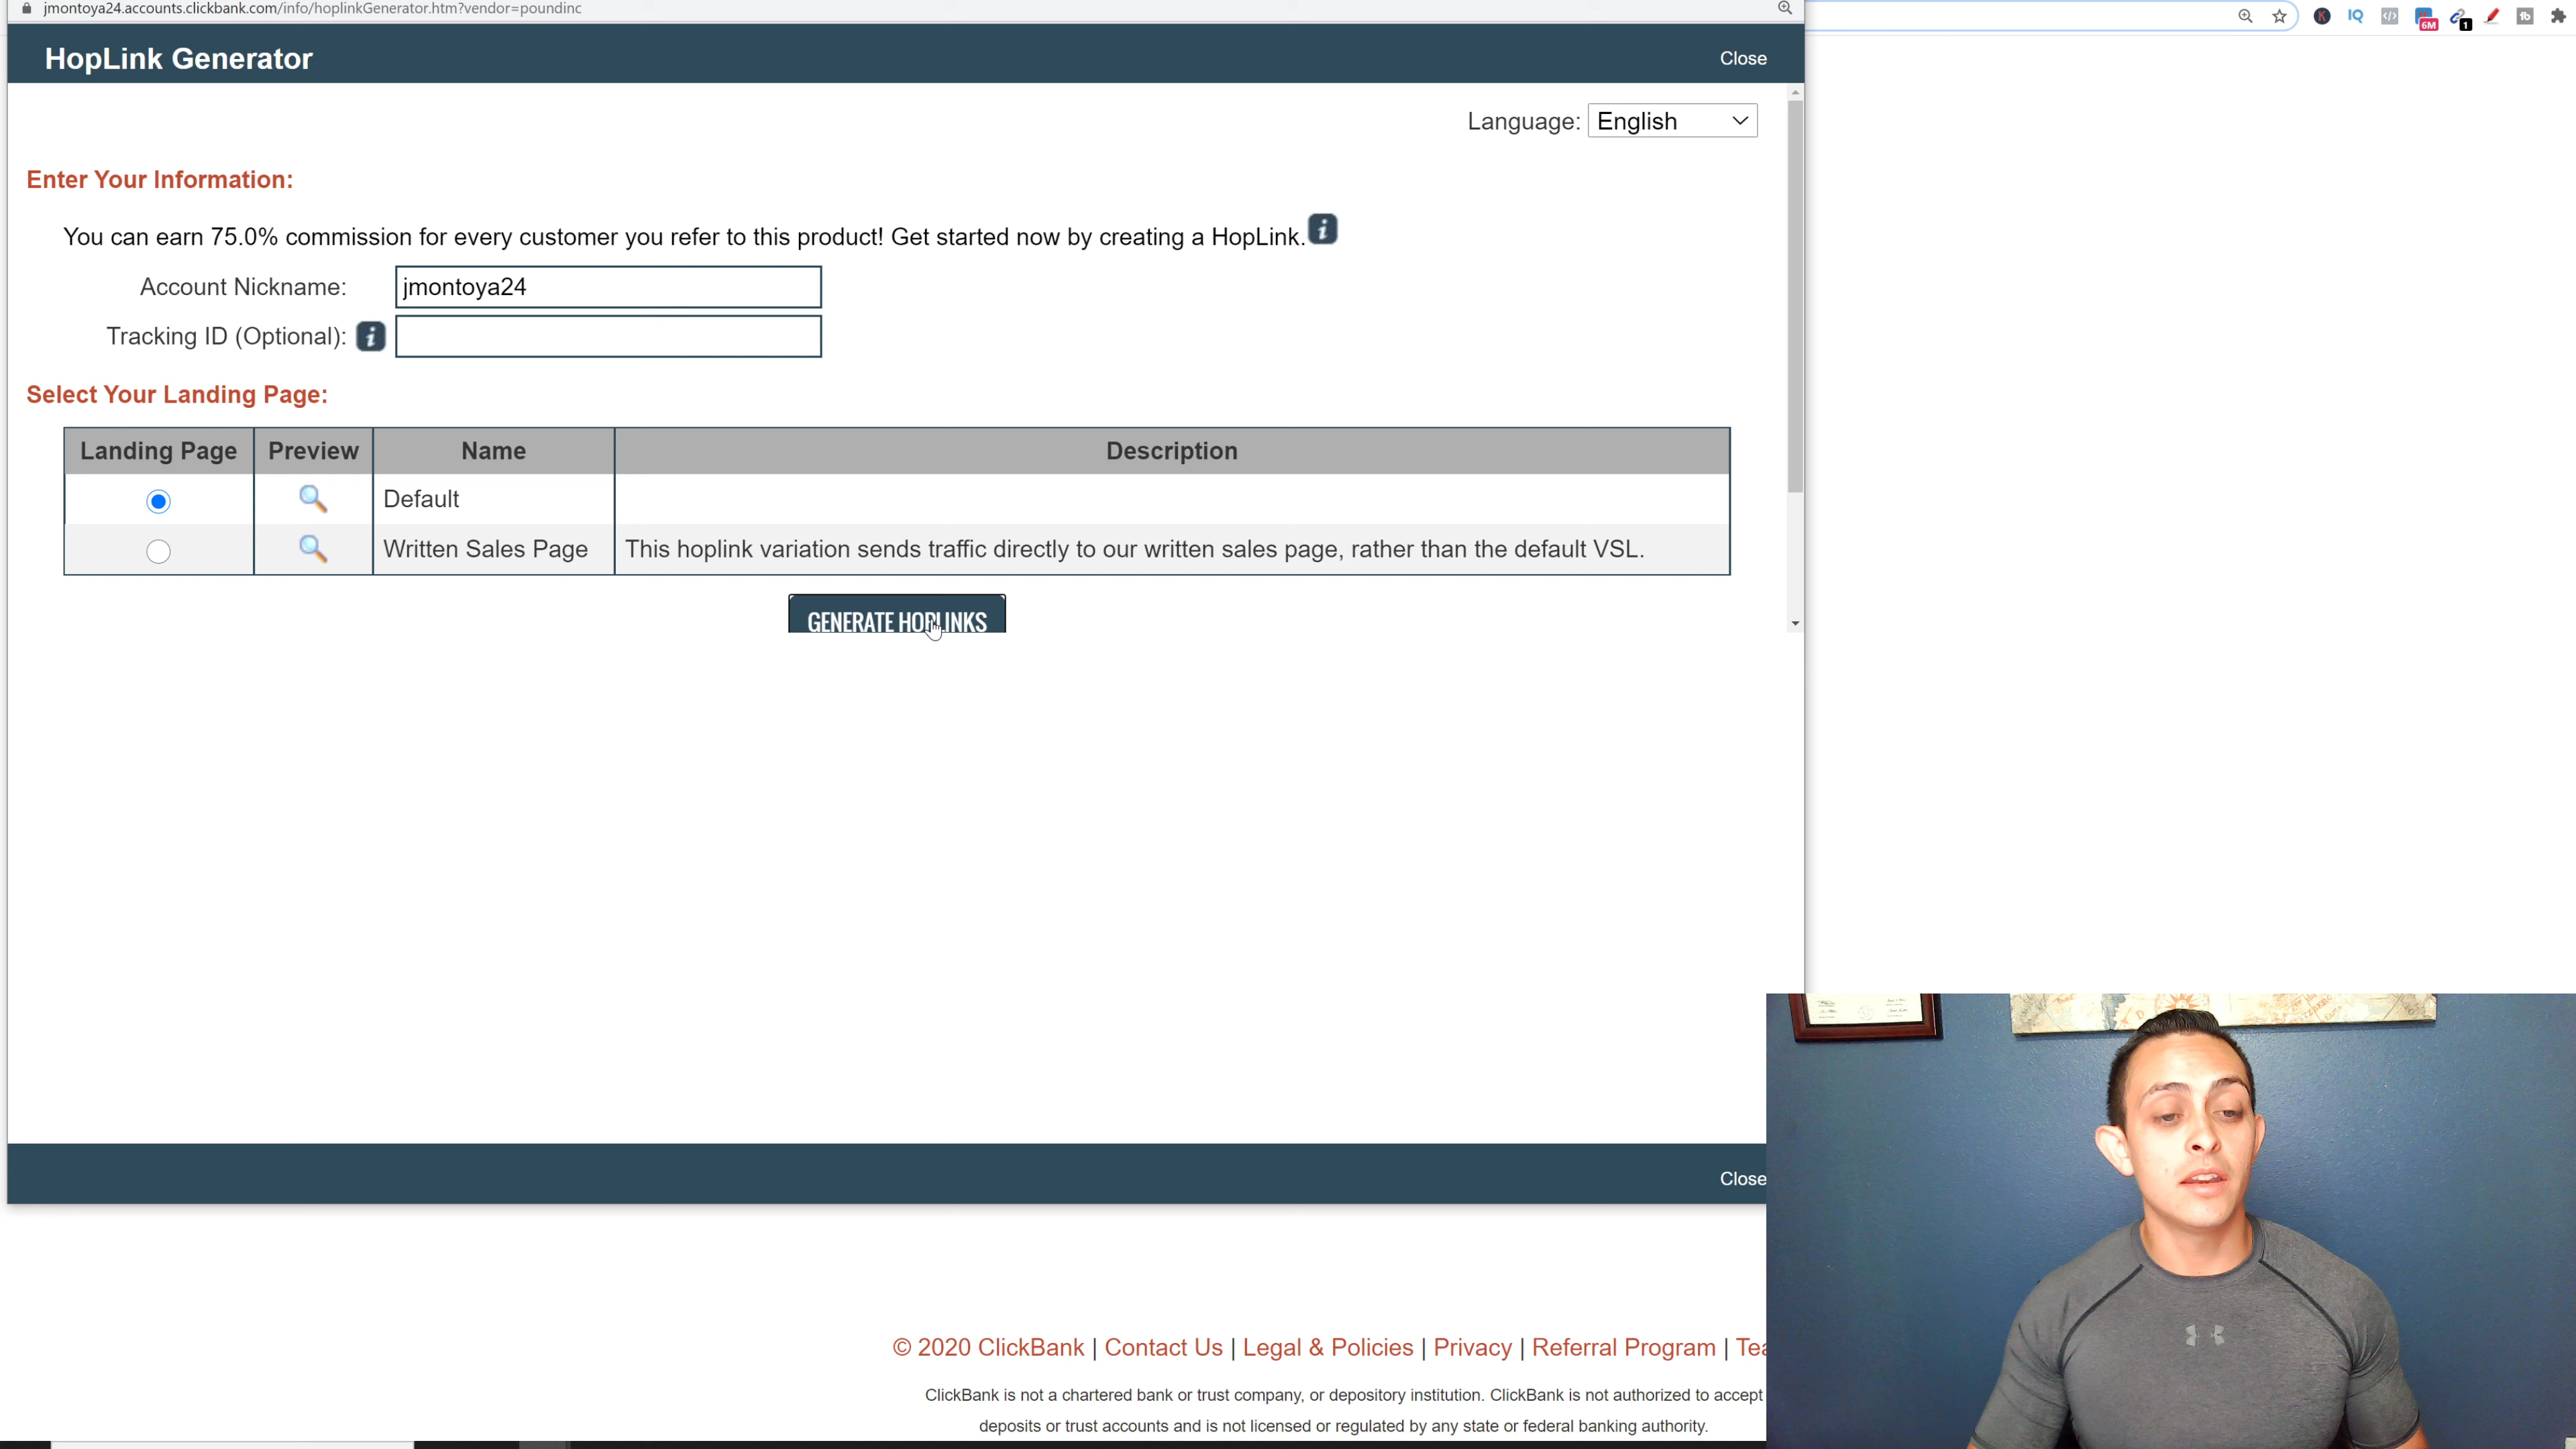 jmontoya24.accounts.clickbank.com/info/hoplinkGenerator.htm?vendor=poundinc
HopLink Generator
Close
Language: English
Enter Your Information:
You can earn 75.0% commission for every customer you refer to this product! Get started now by creating a HopLink.
Account Nickname: jmontoya24
Tracking ID (Optional):
Select Your Landing Page:
Landing Page Preview Name Description
Default
Written Sales Page This hoplink variation sends traffic directly to our written sales page, rather than the default VSL.
GENERATE HOPLINKS
Close
© 2020 ClickBank | Contact Us | Legal & Policies | Privacy | Referral Program |
ClickBank is not a chartered bank or trust company, or depository institution. ClickBank is not authorized to accept
deposits or trust accounts and is not licensed or regulated by any state or federal banking authority.
K IQ 6M 1 tb